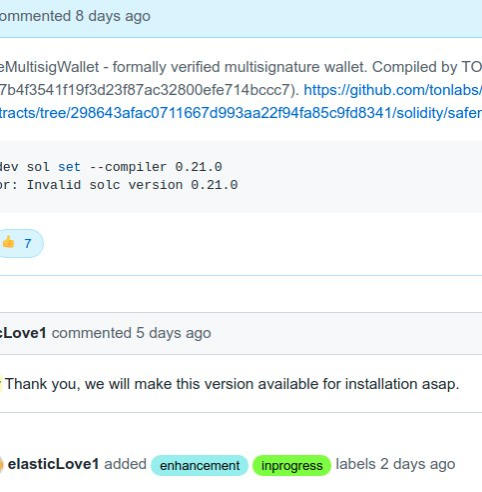 ommented 8 days ago
eMultisigWallet - formally verified multisignature wallet. Compiled by TO
7b4f3541f19f3d23f87ac32800efe714bccc7). https://github.com/tonlabs/
tracts/tree/298643afac0711667d993aa22f94fa85c9fd8341/solidity/safer
dev sol set --compiler 0.21.0
or: Invalid solc version 0.21.0
7
cLove1 commented 5 days ago
Thank you, we will make this version available for installation asap.
elasticLove1 added enhancement inprogress labels 2 days ago